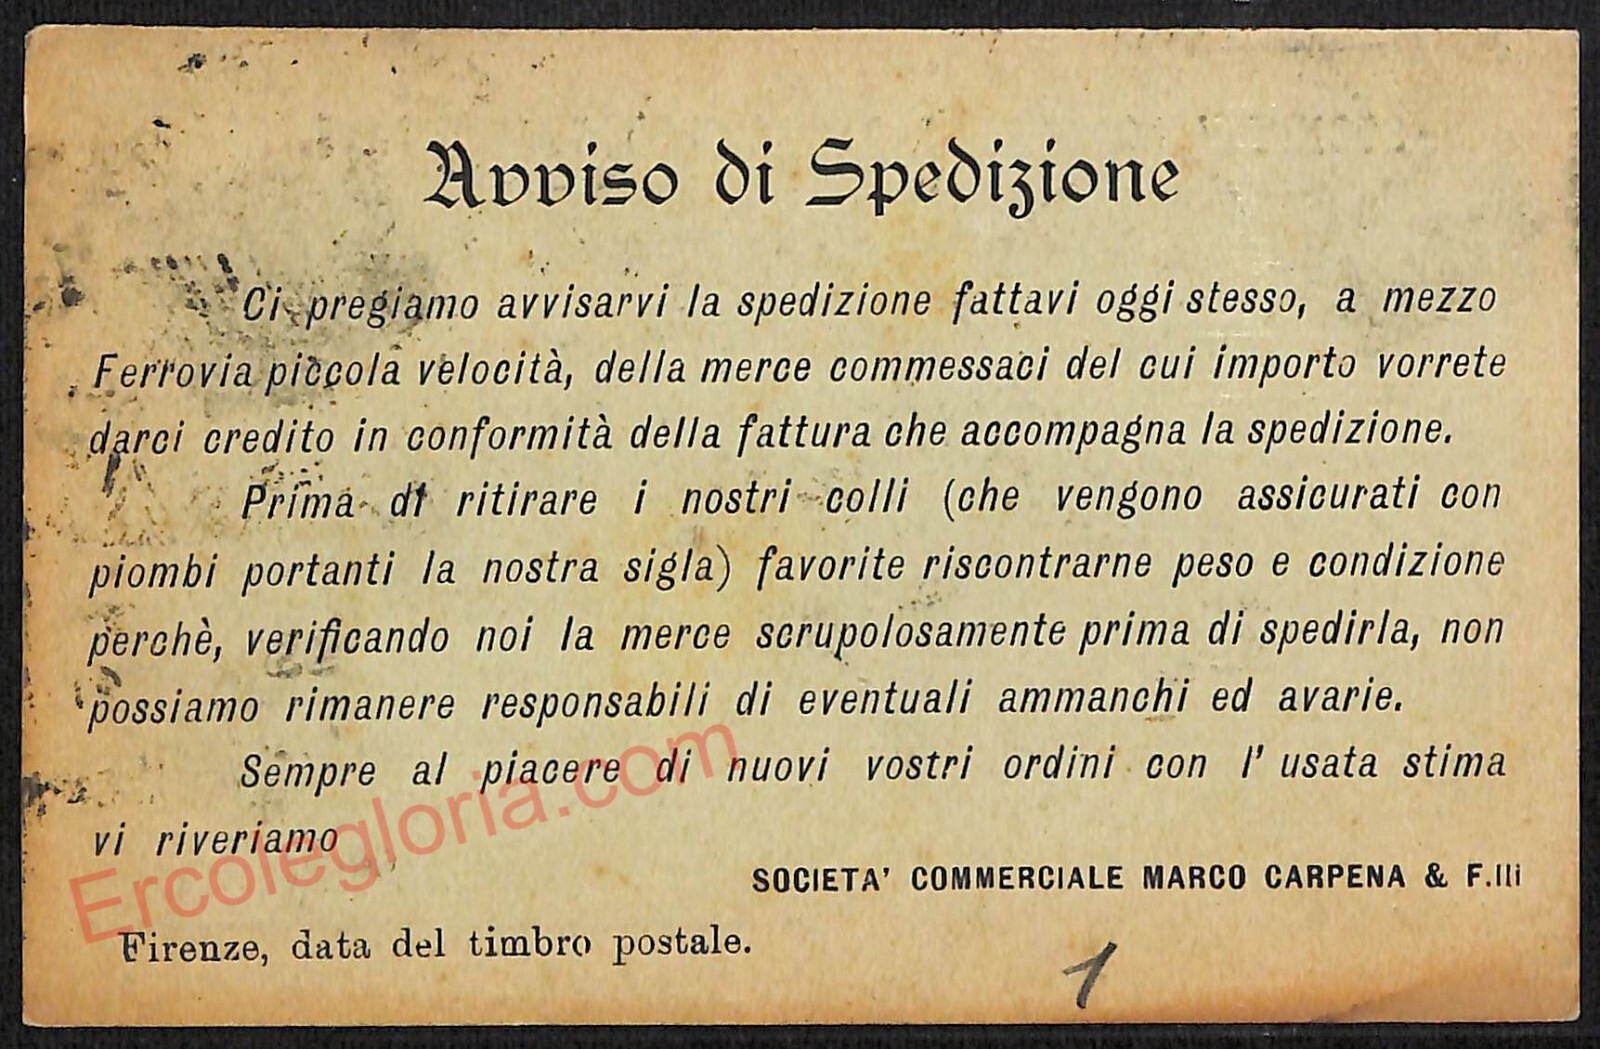 Avviso di Spedizione
Ci pregiamo avvisarvi la spedizione fattavi oggi stesso, a mezzo
Ferrovia piccola velocità, della merce commessaci del cui importo vorrete
darci credito in conformità della fattura che accompagna la spedizione.
Prima di ritirare i nostri colli (che vengono assicurati con
piombi portanti la nostra sigla) favorite riscontrarne peso e condizione
perchè, verificando noi la merce scrupolosamente prima di spedirla, non
possiamo rimanere responsabili di eventuali ammanchi ed avarie.
Sempre al piacere di nuovi vostri ordini con l' usata stima
vi riveriamo
SOCIETA' COMMERCIALE MARCO CARPENA & F.lli
Firenze, data del timbro postale.
1
Ercolegloria.com